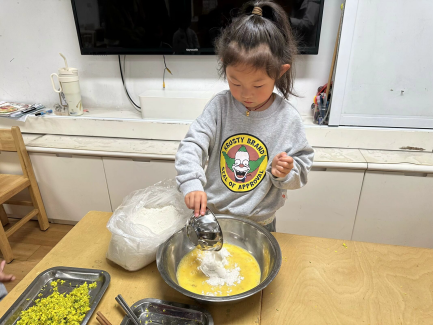 KRUSTY BRAND
SEAL OF APPROVAL